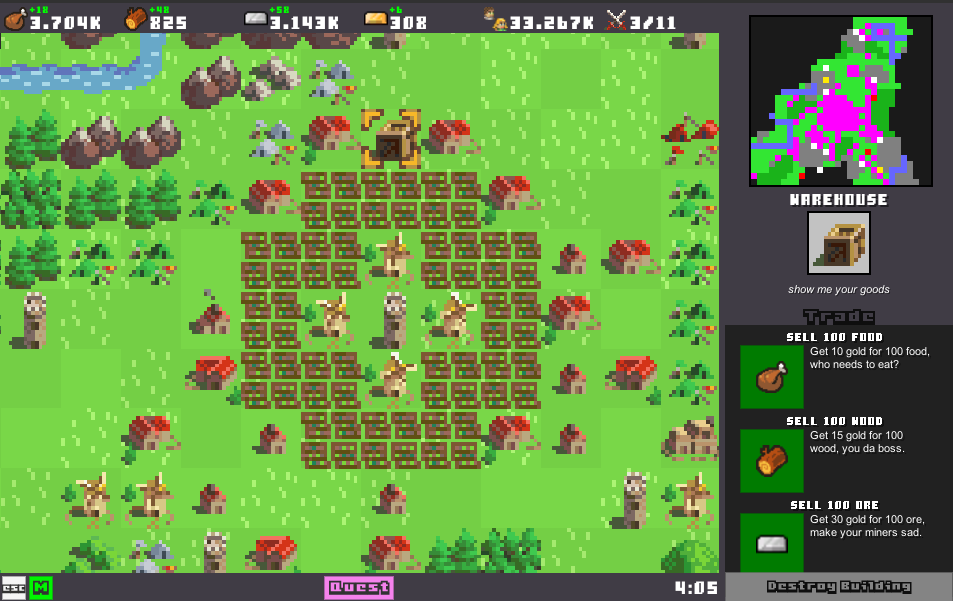 +18 +48 +58 +6
3.704K 825 3.143K 308 33.267K 3/11
WAREHOUSE
show me your goods
Trade
SELL 100 FOOD
Get 10 gold for 100 food,
who needs to eat?
SELL 100 WOOD
Get 15 gold for 100
wood, you da boss.
SELL 100 ORE
Get 30 gold for 100 ore,
make your miners sad.
esc M Quest 4:05 Destroy Building